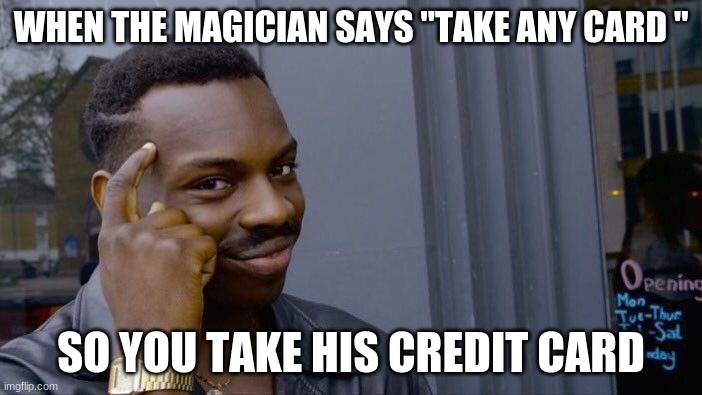 WHEN THE MAGICIAN SAYS "TAKE ANY CARD "
Opening
Mon
Tue-Thur
-Sat
SO YOU TAKE HIS CREDIT CARD
imgflip.com